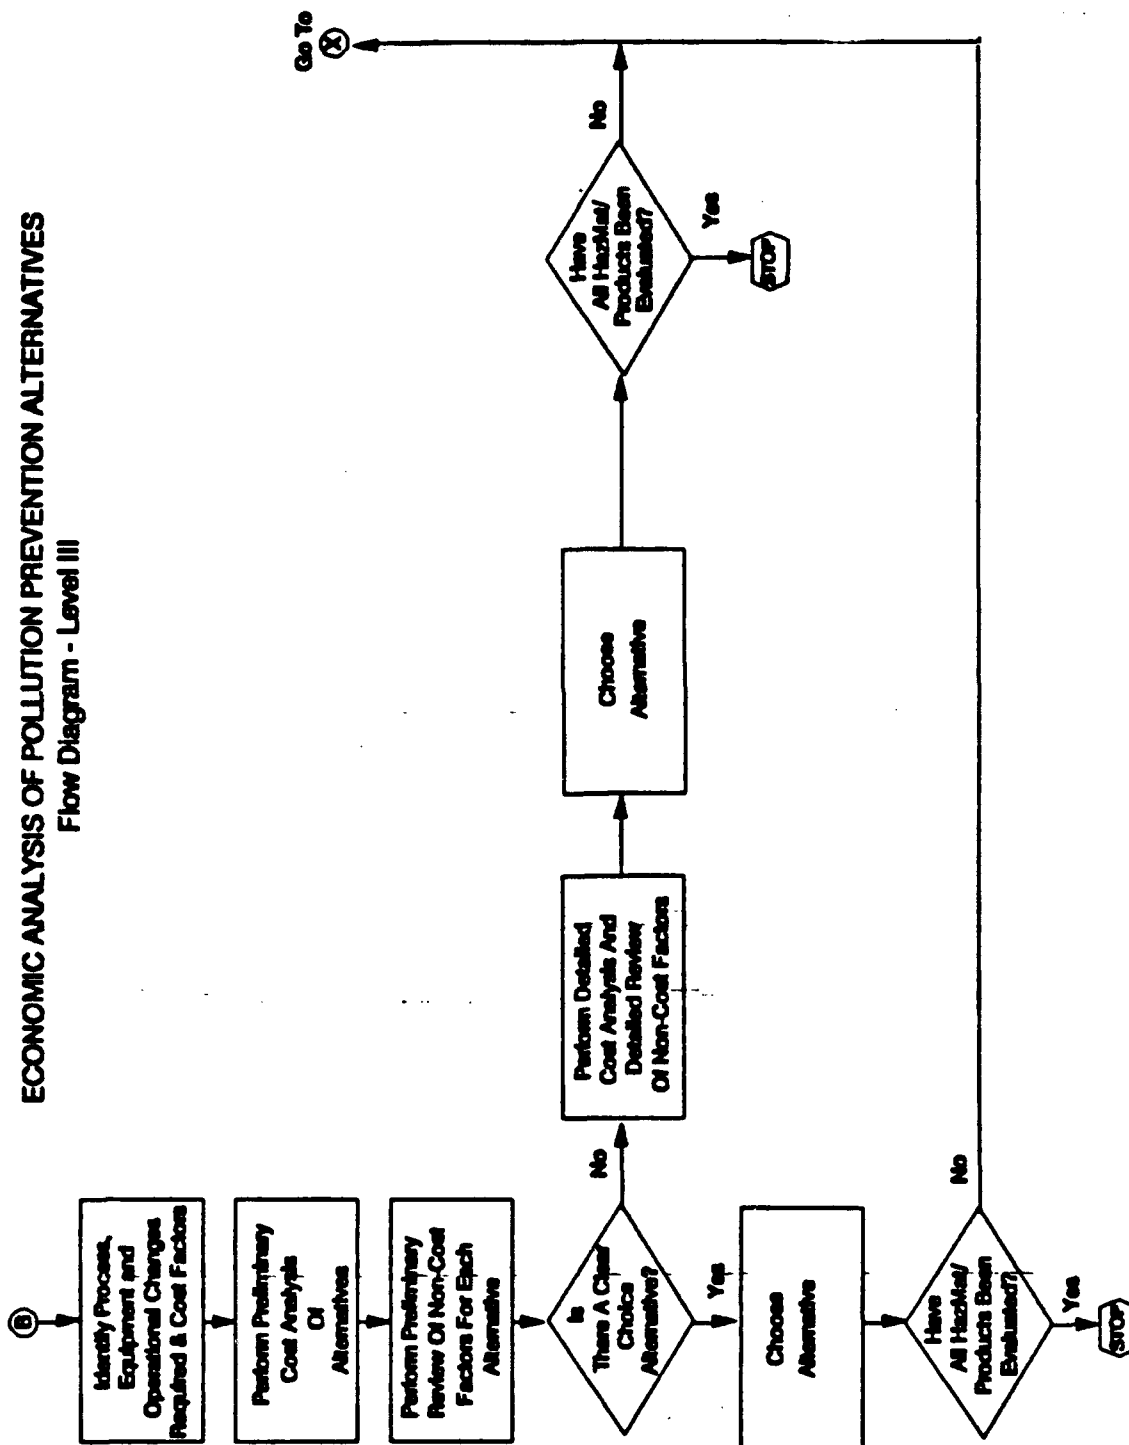 ECONOMIC ANALYSIS OF POLLUTION PREVENTION ALTERNATIVES
Flow Diagram - Level III
B
Identify Process,
Equipment and
Operational Changes
Required & Cost Factors
Perform Preliminary
Cost Analysis
Of
Alternatives
Perform Preliminary
Review Of Non-Cost
Factors For Each
Alternative
Is
There A Clear
Choice
Alternative?
No
Perform Detailed
Cost Analysis And
Detailed Review
Of Non-Cost Factors
Choose
Alternative
Have
All HazMat/
Products Been
Evaluated?
No
Go To
X
Yes
STOP
Yes
Choose
Alternative
Have
All HazMat/
Products Been
Evaluated?
No
Yes
STOP